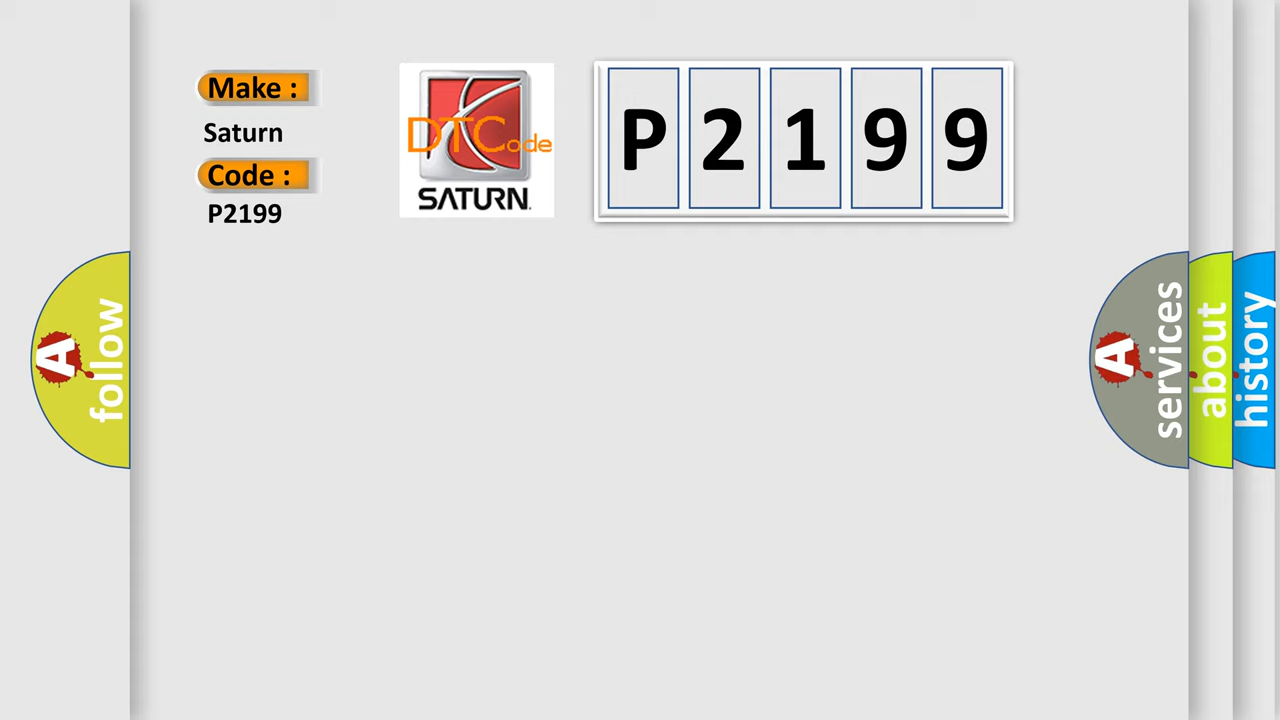 Make :
Saturn
Code :
P2199
DTCode
SATURN
P 2 1 9 9
A follow
A services
about
history